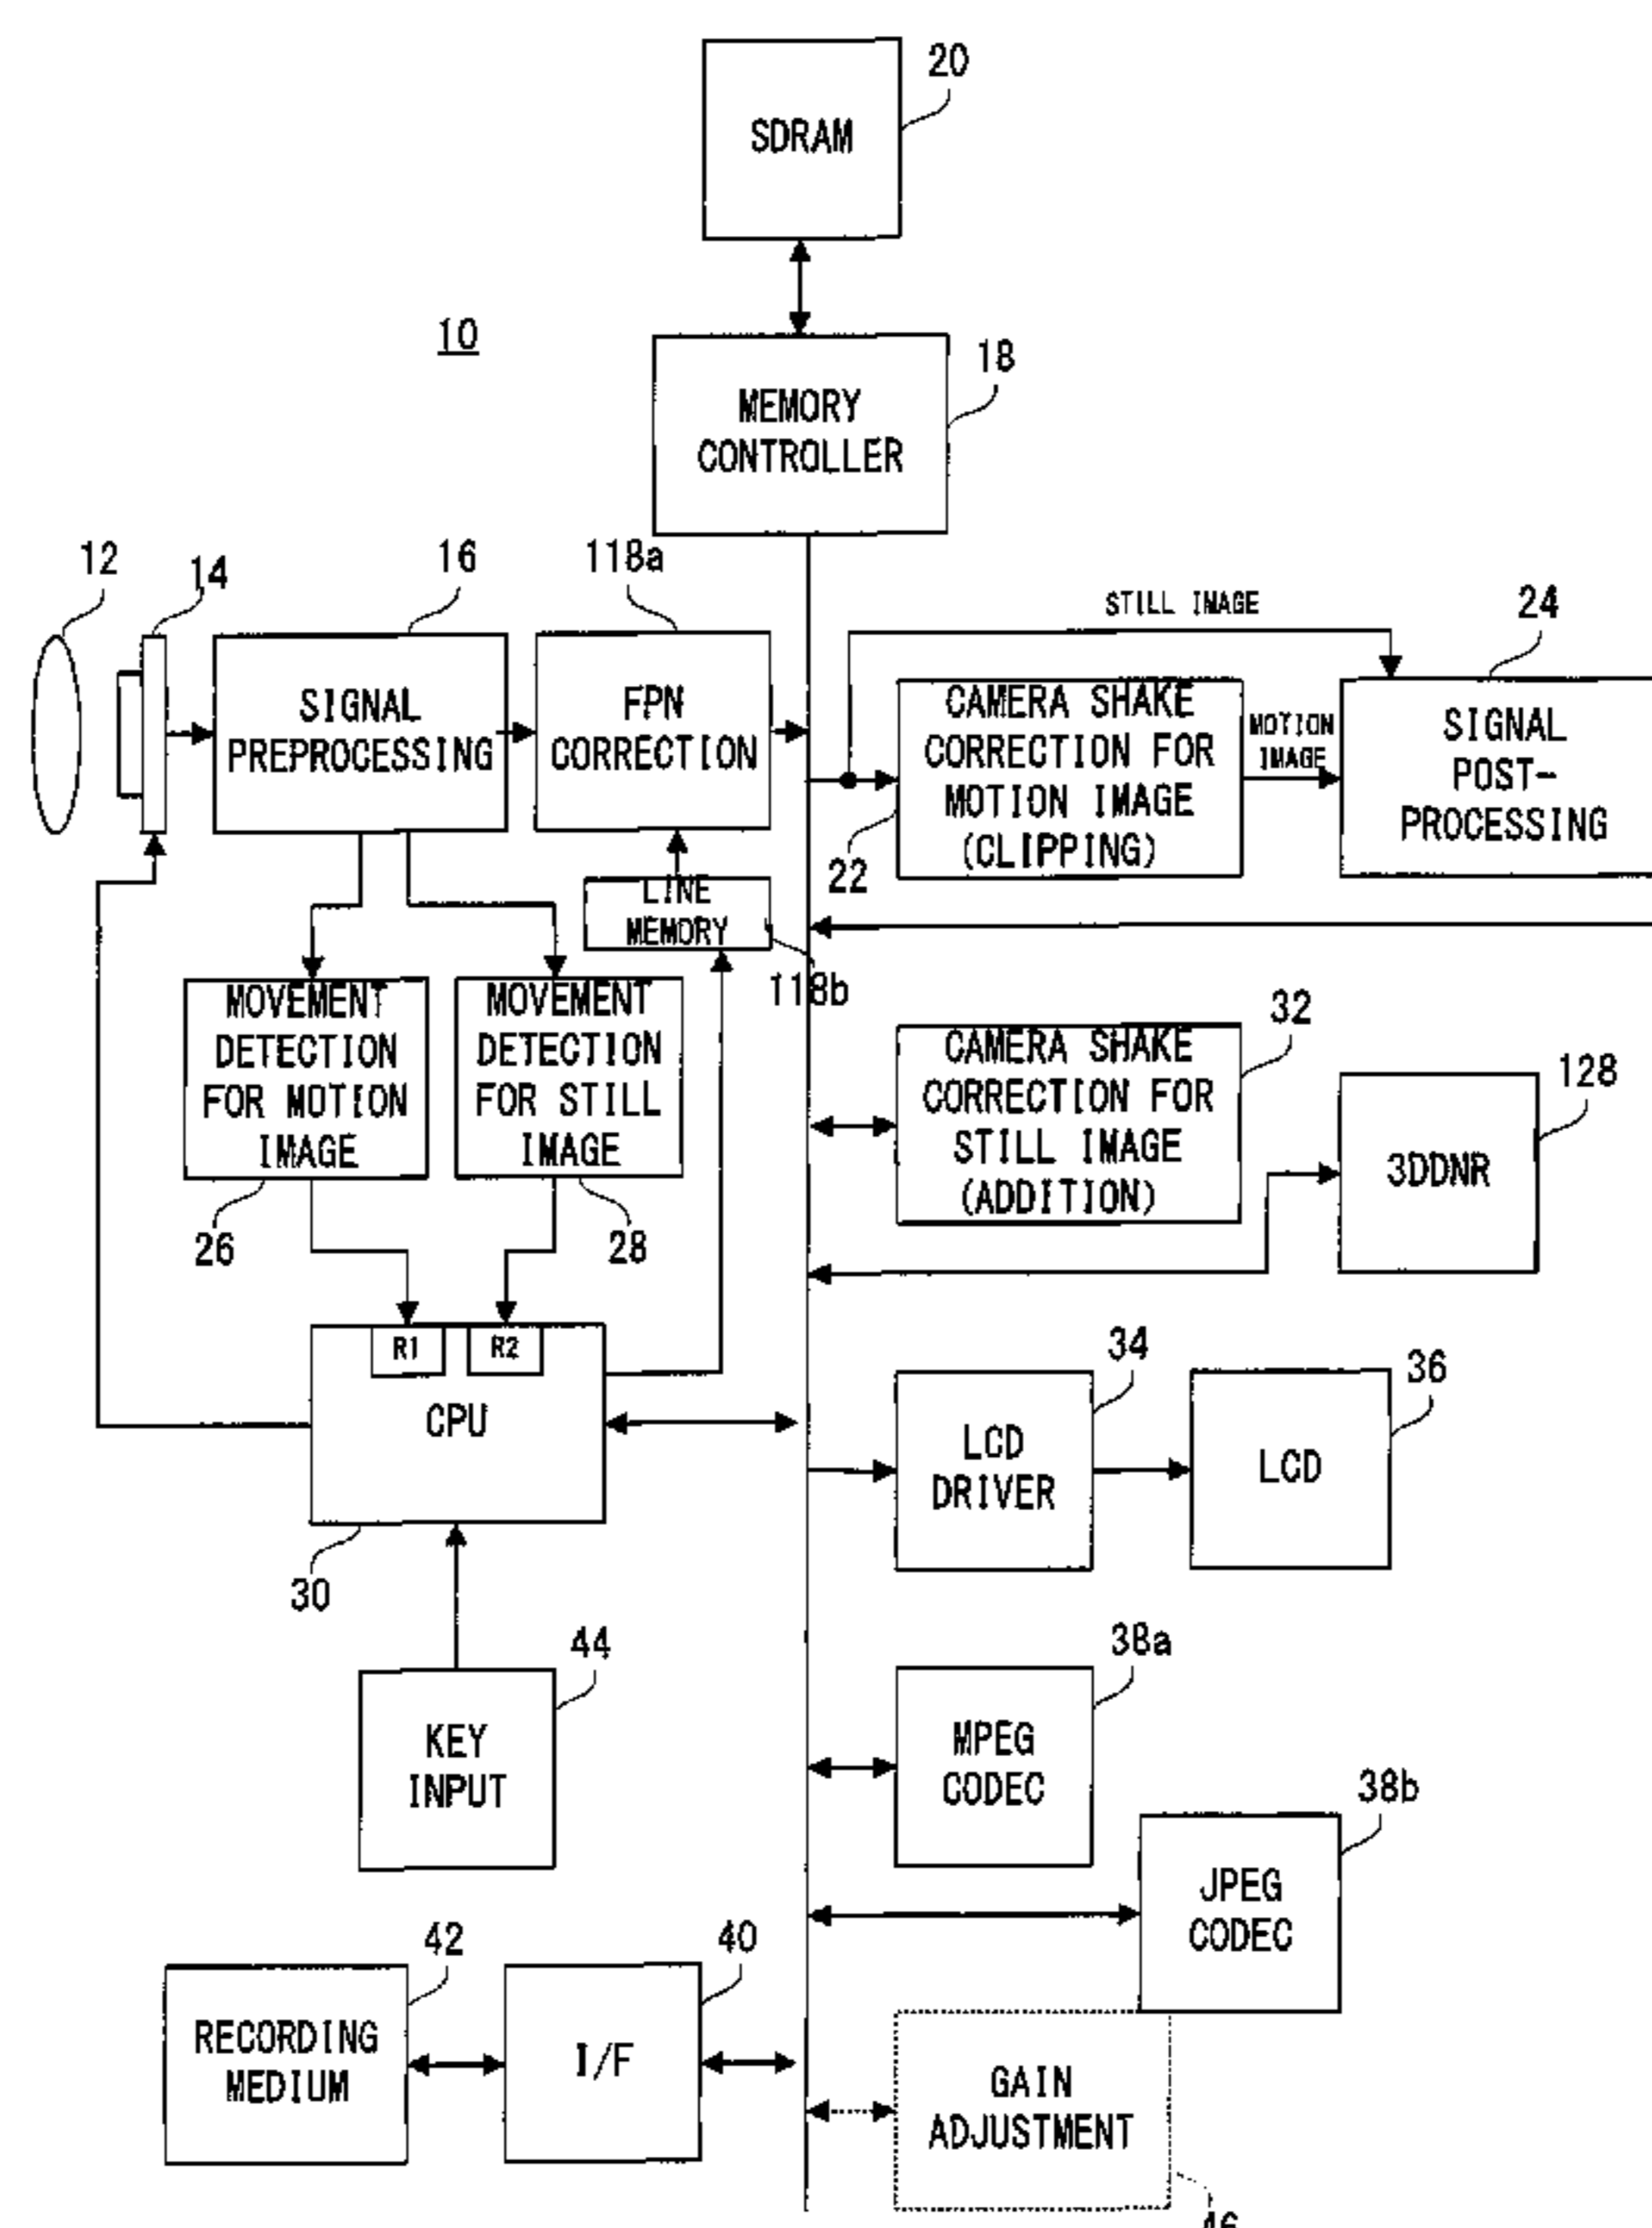 20
SDRAM
10
18
MEMORY
CONTROLLER
12
14
16
118a
STILL IMAGE
24
SIGNAL
PREPROCESSING
FPN
CORRECTION
CAMERA SHAKE
CORRECTION FOR
MOTION IMAGE
(CLIPPING)
22
MOTION
IMAGE
SIGNAL
POST-
PROCESSING
LINE
MEMORY
118b
MOVEMENT
DETECTION
FOR MOTION
IMAGE
26
MOVEMENT
DETECTION
FOR STILL
IMAGE
28
32
CAMERA SHAKE
CORRECTION FOR
STILL IMAGE
(ADDITION)
128
3DDNR
R1
R2
CPU
30
34
LCD
DRIVER
36
LCD
44
KEY
INPUT
38a
MPEG
CODEC
38b
JPEG
CODEC
42
RECORDING
MEDIUM
40
I/F
GAIN
ADJUSTMENT
46